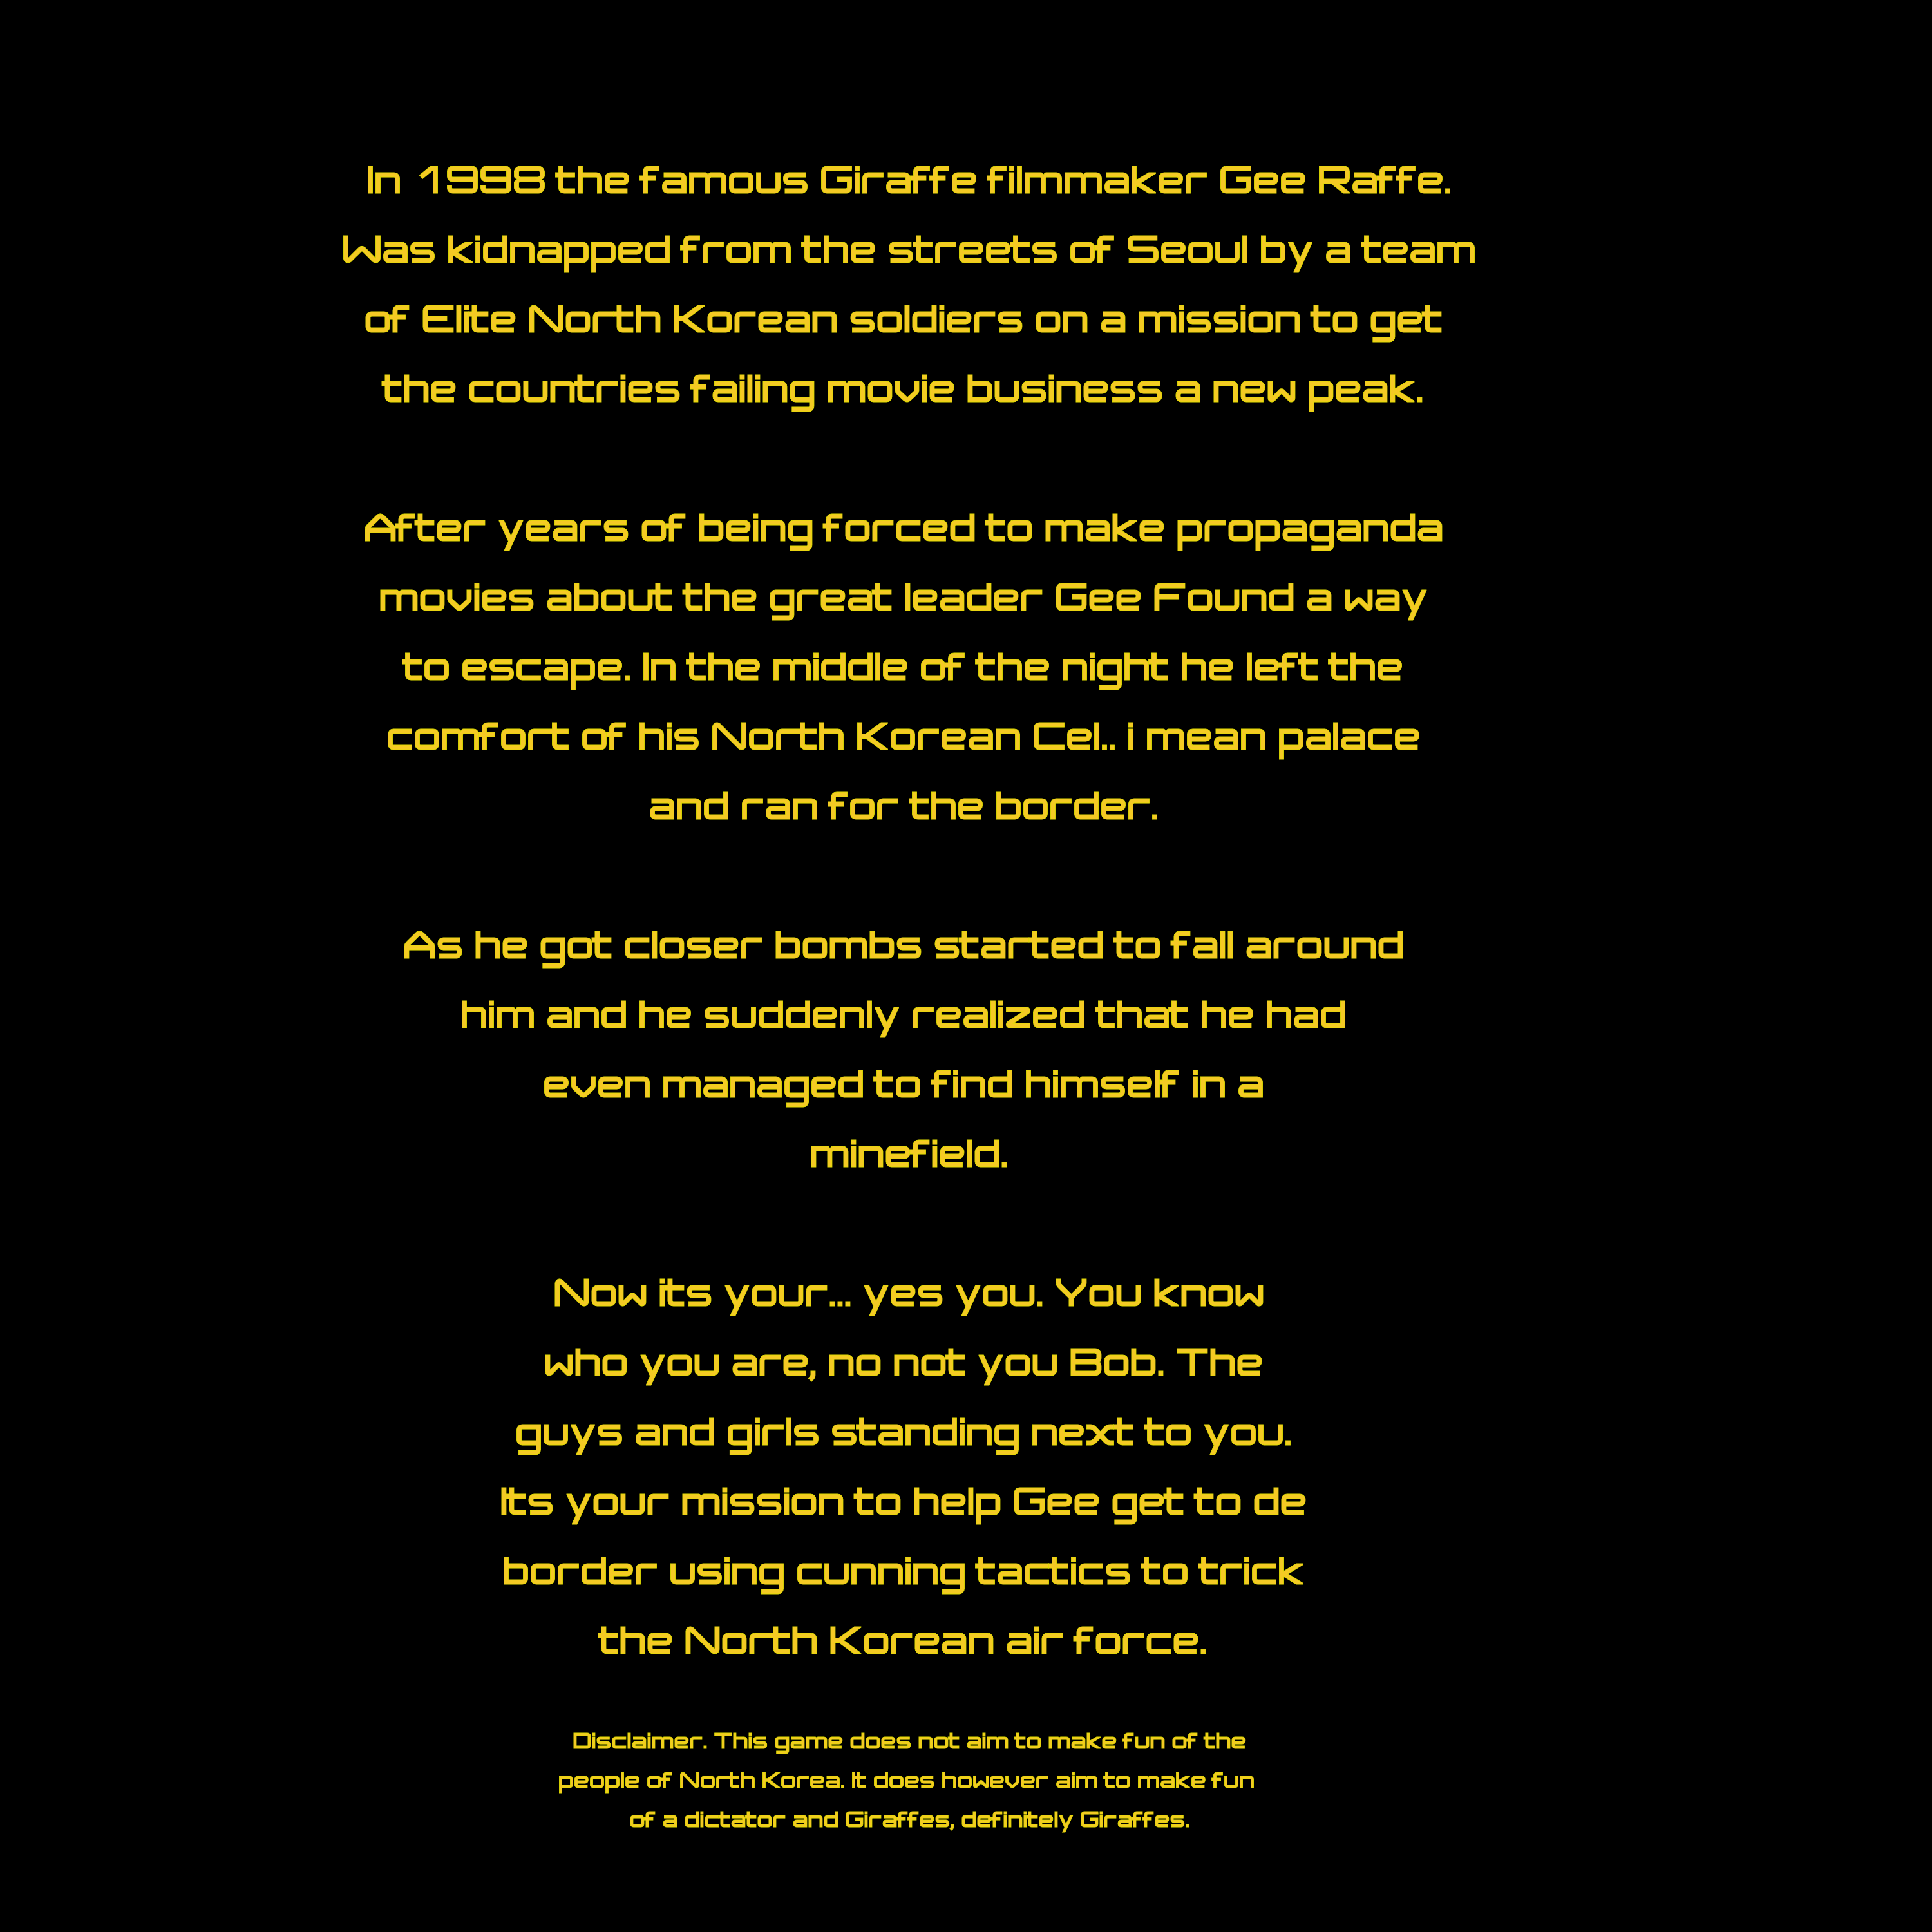 In 1998 the famous Giraffe filmmaker Gee Raffe.
Was kidnapped from the streets of Seoul by a team
of Elite North Korean soldiers on a mission to get
the countries failing movie business a new peak.
After years of being forced to make propaganda
movies about the great leader Gee Found a way
to escape. In the middle of the night he left the
comfort of his North Korean Cel.. i mean palace
and ran for the border.
As he got closer bombs started to fall around
him and he suddenly realized that he had
even managed to find himself in a
minefield.
Now its your... yes you. You know
who you are, no not you Bob. The
guys and girls standing next to you.
Its your mission to help Gee get to de
border using cunning tactics to trick
the North Korean air force.
Disclaimer. This game does not aim to make fun of the
people of North Korea. It does however aim to make fun
of a dictator and Giraffes, definitely Giraffes.